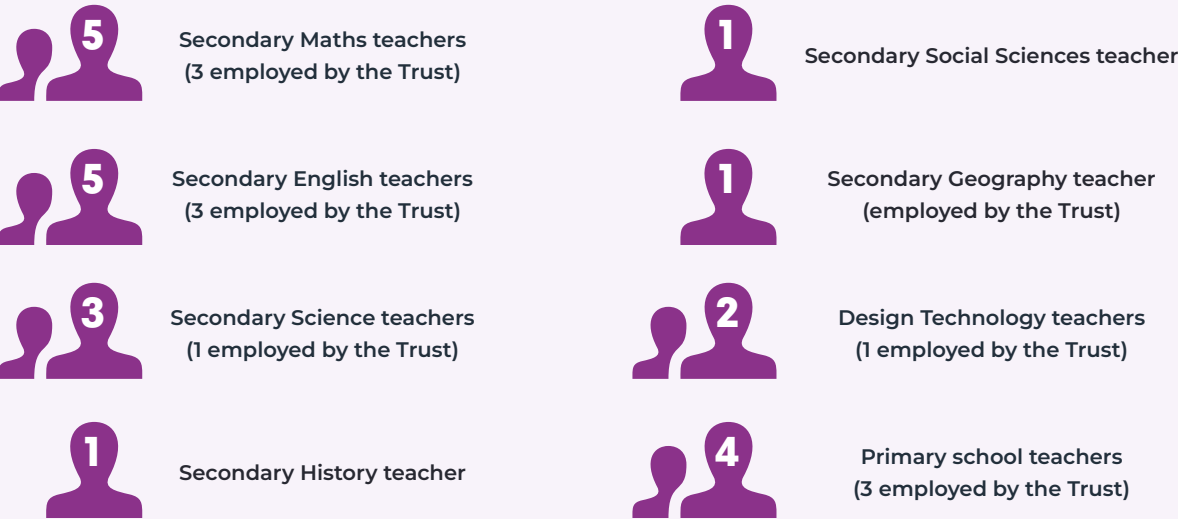 5
Secondary Maths teachers
(3 employed by the Trust)
1
Secondary Social Sciences teacher
5
Secondary English teachers
(3 employed by the Trust)
1
Secondary Geography teacher
(employed by the Trust)
3
Secondary Science teachers
(1 employed by the Trust)
2
Design Technology teachers
(1 employed by the Trust)
1
Secondary History teacher
4
Primary school teachers
(3 employed by the Trust)